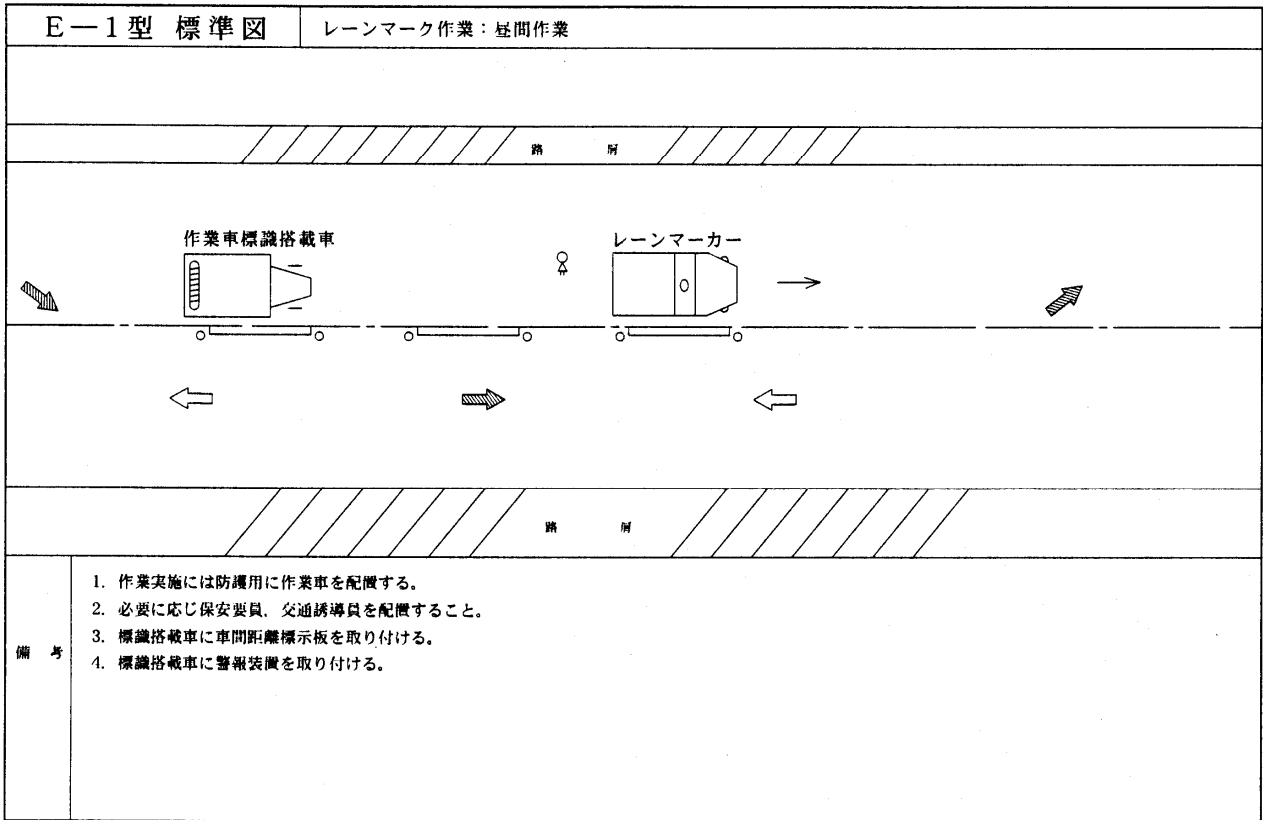 E－1型 標準図
レーンマーク作業：昼間作業
路肩
作業車標識搭載車
レーンマーカー
路肩
備考
1. 作業実施には防護用に作業車を配置する。
2. 必要に応じ保安要員，交通誘導員を配置すること。
3. 標識搭載車に車間距離標示板を取り付ける。
4. 標識搭載車に警報装置を取り付ける。